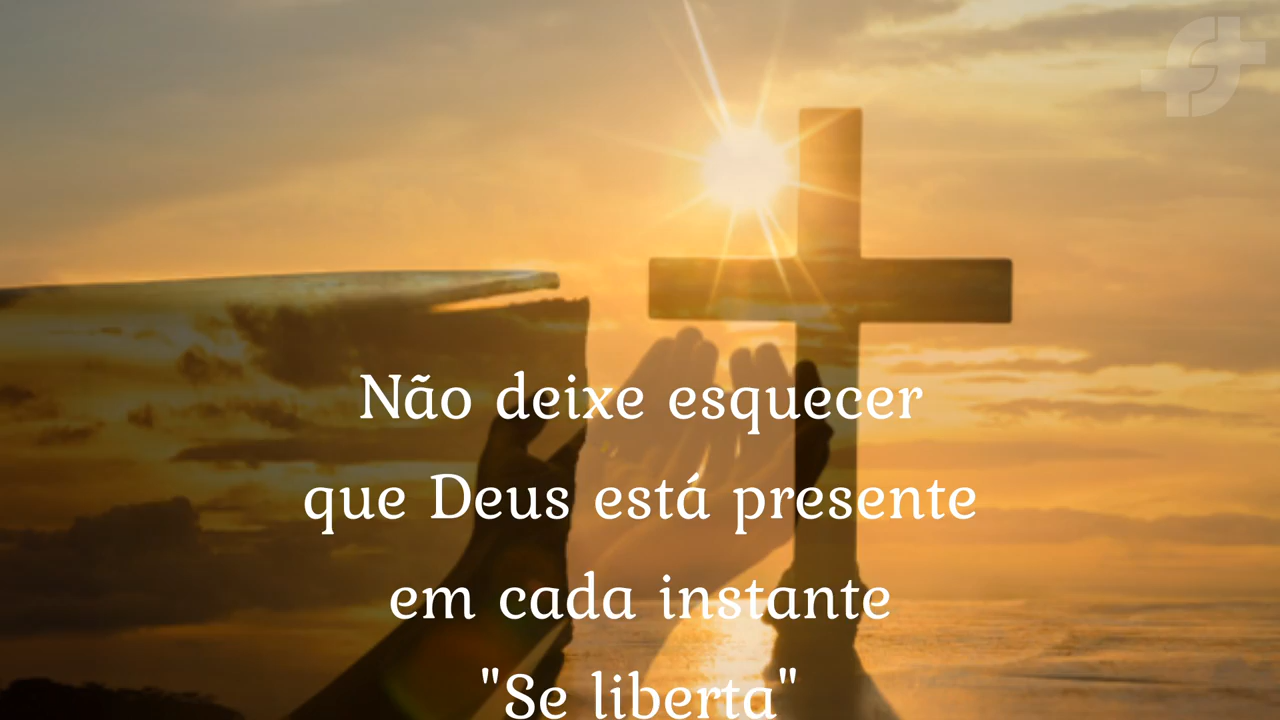 Não deixe esquecer
que Deus está presente
em cada instante
"Se liberta"